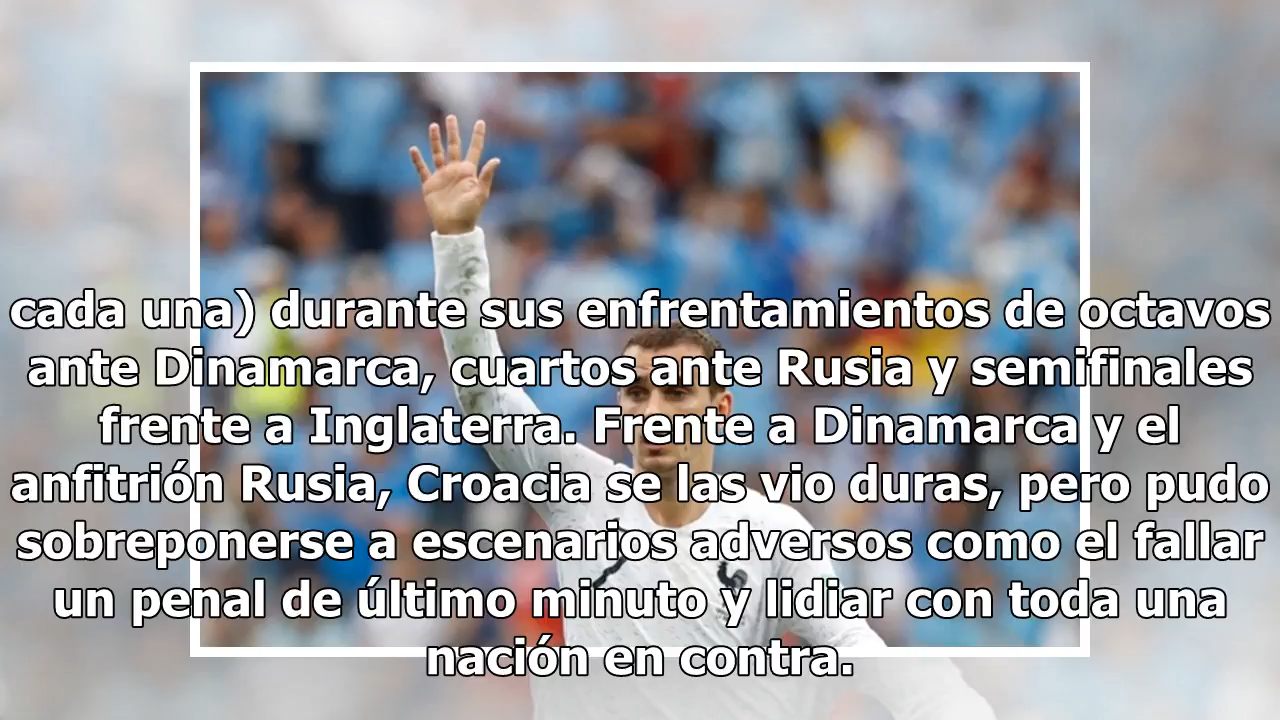 cada una) durante sus enfrentamientos de octavos
ante Dinamarca, cuartos ante Rusia y semifinales
frente a Inglaterra. Frente a Dinamarca y el
anfitrión Rusia, Croacia se las vio duras, pero pudo
sobreponerse a escenarios adversos como el fallar
un penal de último minuto y lidiar con toda una
nación en contra.